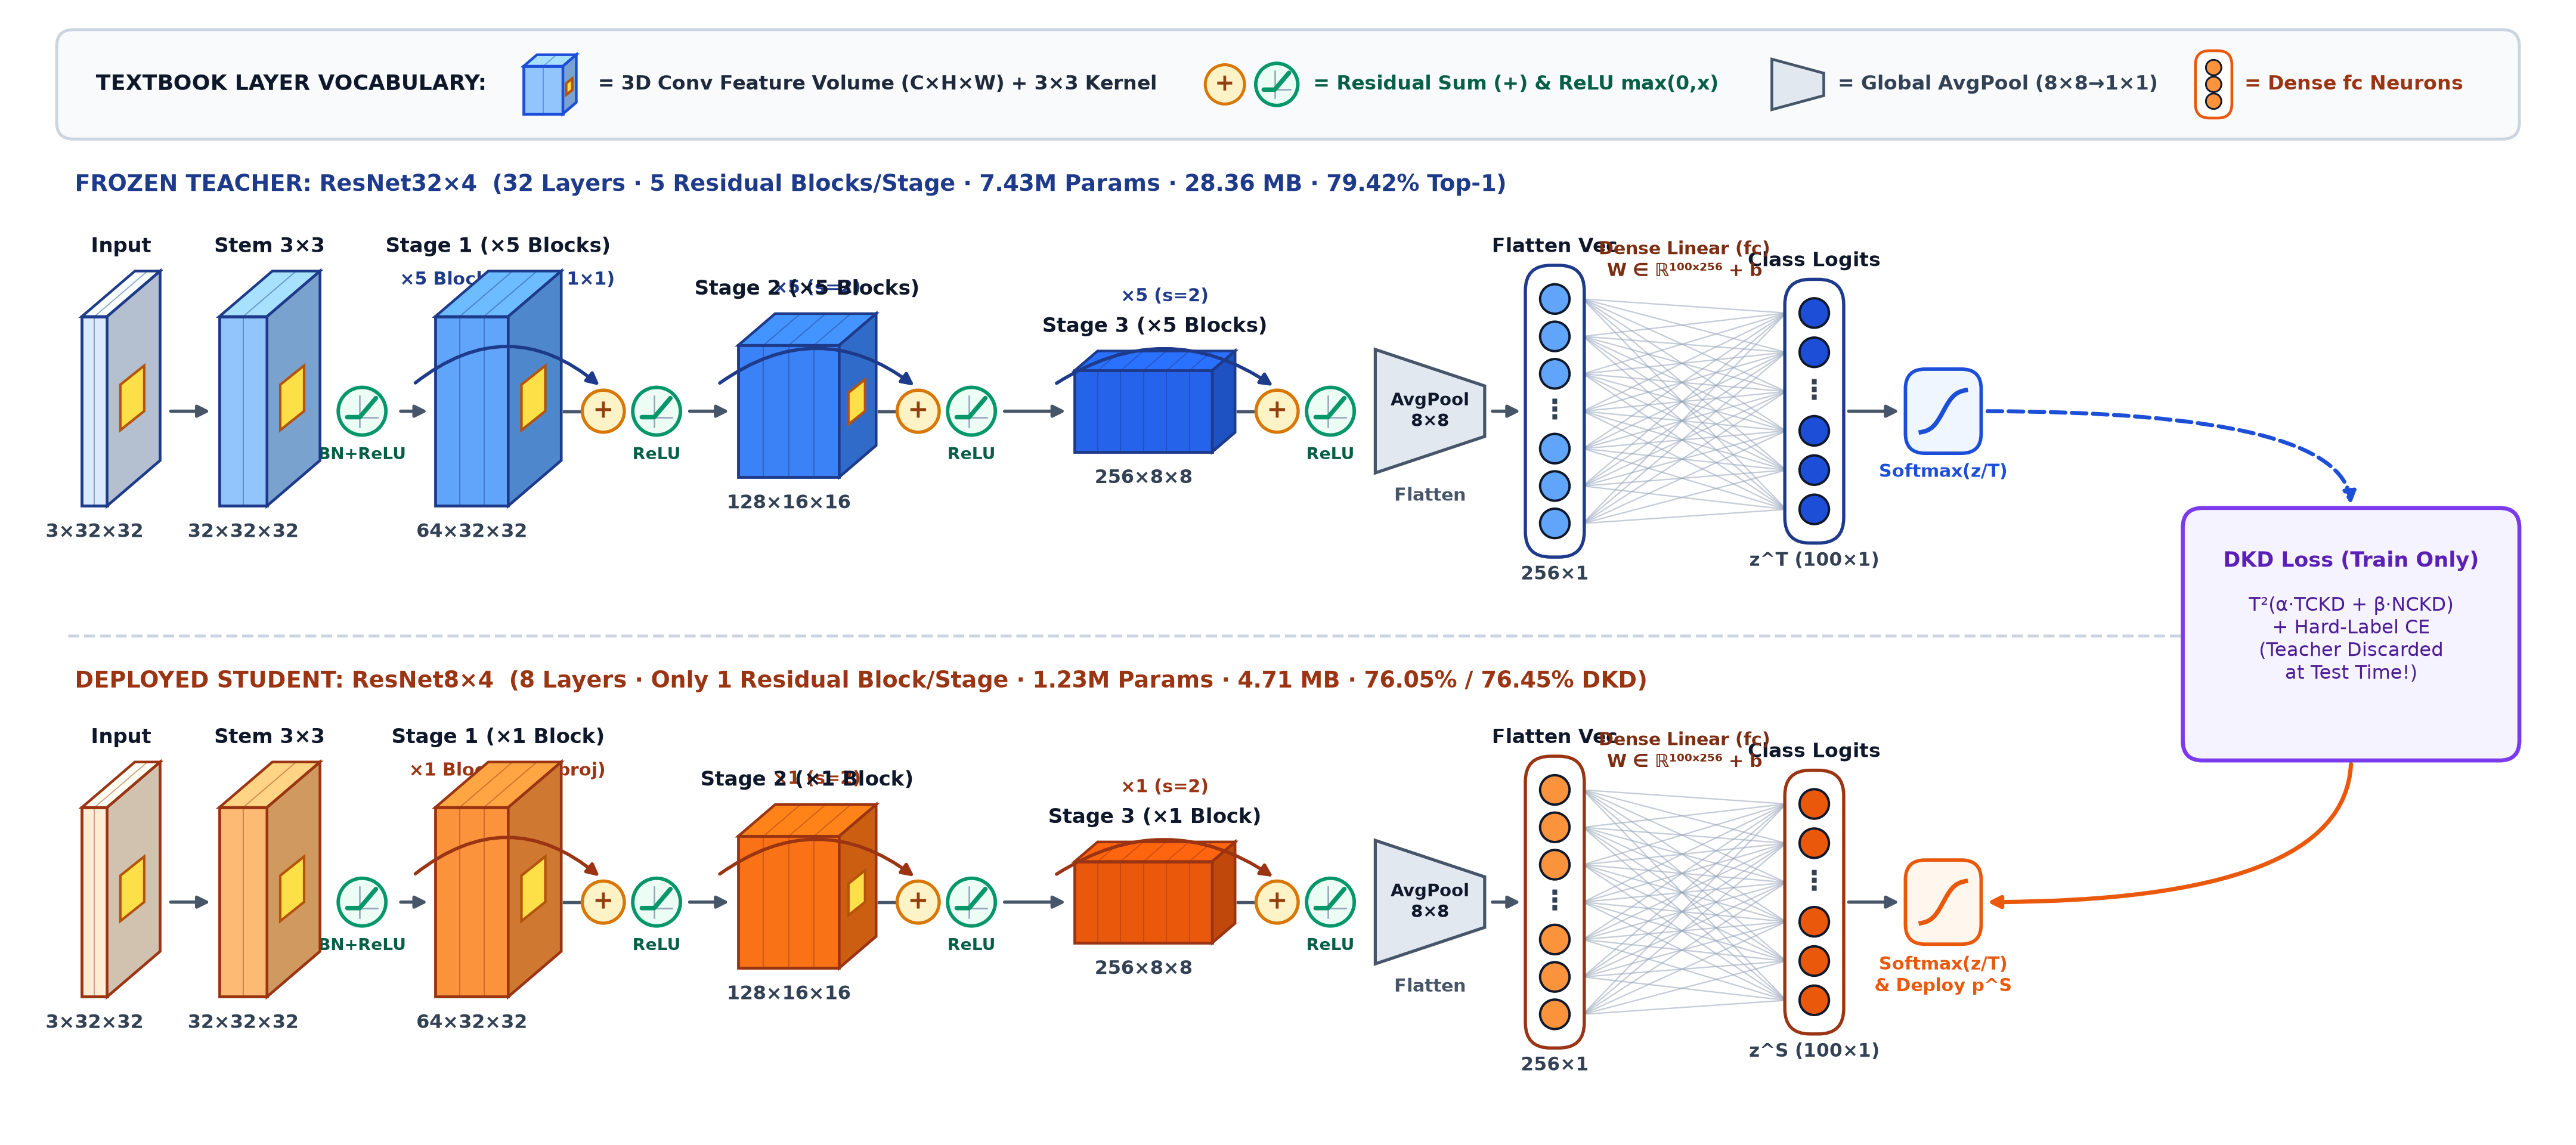 TEXTBOOK LAYER VOCABULARY:
= 3D Conv Feature Volume (C×H×W) + 3×3 Kernel
+
= Residual Sum (+) & ReLU max(0,x)
= Global AvgPool (8×8→1×1)
= Dense fc Neurons
FROZEN TEACHER: ResNet32×4 (32 Layers · 5 Residual Blocks/Stage · 7.43M Params · 28.36 MB · 79.42% Top-1)
Input
Stem 3×3
Stage 1 (×5 Blocks)
×5 Bloc 1×1)
Stage 2 (×5 Blocks)
×5 (s=2)
Stage 3 (×5 Blocks)
Flatten Vec
Dense Linear (fc)
W ∈ ℝ¹⁰⁰ˣ²⁵⁶ + b
Class Logits
BN+ReLU
+
ReLU
+
ReLU
+
ReLU
AvgPool
8×8
Flatten
Softmax(z/T)
3×32×32
32×32×32
64×32×32
128×16×16
256×8×8
256×1
z^T (100×1)
DKD Loss (Train Only)
T²(α·TCKD + β·NCKD)
+ Hard-Label CE
(Teacher Discarded
at Test Time!)
DEPLOYED STUDENT: ResNet8×4 (8 Layers · Only 1 Residual Block/Stage · 1.23M Params · 4.71 MB · 76.05% / 76.45% DKD)
Input
Stem 3×3
Stage 1 (×1 Block)
×1 Bloc proj)
Stage 2 (×1 Block)
×1 (s=2)
Stage 3 (×1 Block)
Flatten Vec
Dense Linear (fc)
W ∈ ℝ¹⁰⁰ˣ²⁵⁶ + b
Class Logits
BN+ReLU
+
ReLU
+
ReLU
+
ReLU
AvgPool
8×8
Flatten
Softmax(z/T)
& Deploy p^S
3×32×32
32×32×32
64×32×32
128×16×16
256×8×8
256×1
z^S (100×1)